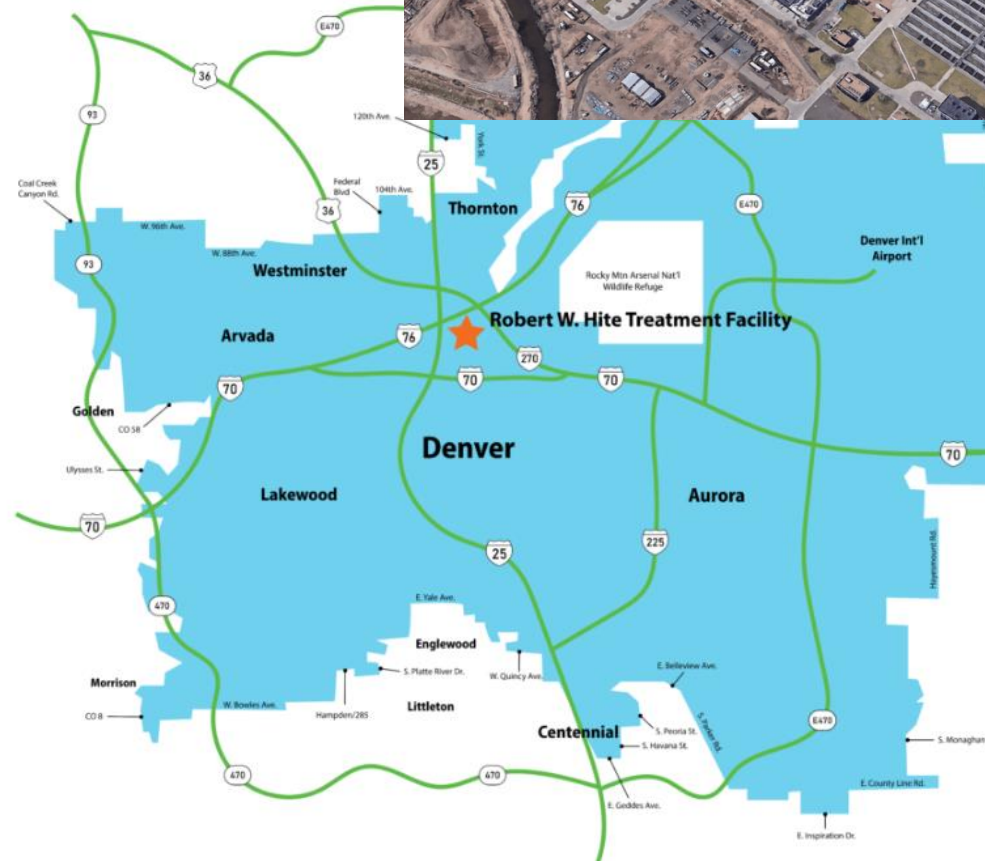 E470
36
93
120th Ave.
York St.
25
Coal Creek
Canyon Rd.
Federal
Blvd
104th Ave.
36
Thornton
76
E470
W. 96th Ave.
W. 88th Ave.
93
Westminster
Denver Int'l
Airport
Rocky Mtn Arsenal Nat'l
Wildlife Refuge
Robert W. Hite Treatment Facility
Arvada
76
270
70
70
70
Golden
CO 58
Denver
70
Ulysses St.
Lakewood
Aurora
70
225
25
Hayesmount Rd.
470
E. Yale Ave.
Englewood
S. Platte River Dr.
W. Quincy Ave.
E. Belleview Ave.
Morrison
CO 8
W. Bowles Ave.
Hampden/285
Littleton
S. Parker Rd.
E470
S. Peoria St.
Centennial
S. Havana St.
S. Monaghan
470
470
E. Geddes Ave.
E. County Line Rd.
E. Inspiration Dr.